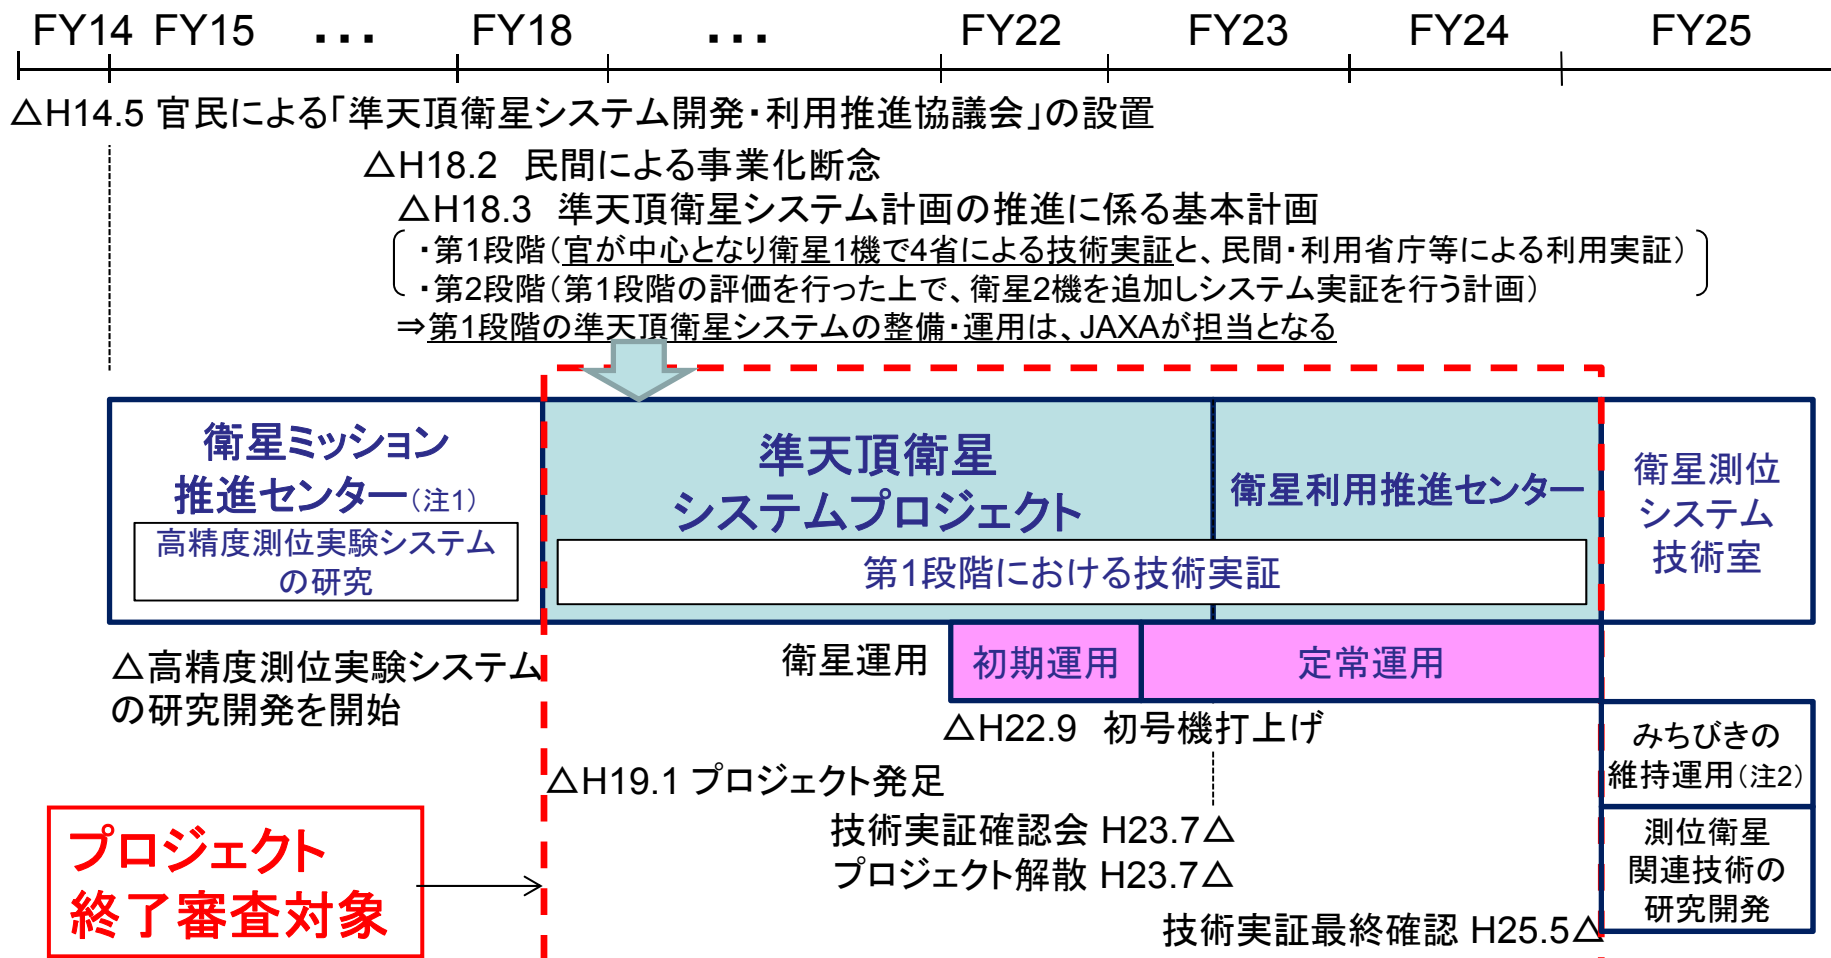 FY14 FY15 ・・・ FY18 ・・・ FY22 FY23 FY24 FY25
△H14.5 官民による「準天頂衛星システム開発・利用推進協議会」の設置
△H18.2 民間による事業化断念
△H18.3 準天頂衛星システム計画の推進に係る基本計画
・第1段階(官が中心となり衛星1機で4省による技術実証と、民間・利用省庁等による利用実証)
・第2段階(第1段階の評価を行った上で、衛星2機を追加しシステム実証を行う計画)
⇒第1段階の準天頂衛星システムの整備・運用は、JAXAが担当となる
衛星ミッション
推進センター(注1)
高精度測位実験システム
の研究
準天頂衛星
システムプロジェクト
衛星利用推進センター
第1段階における技術実証
衛星測位
システム
技術室
△高精度測位実験システム
の研究開発を開始
衛星運用
初期運用
定常運用
△H22.9 初号機打上げ
△H19.1 プロジェクト発足
技術実証確認会 H23.7△
プロジェクト解散 H23.7△
技術実証最終確認 H25.5△
みちびきの
維持運用(注2)
測位衛星
関連技術の
研究開発
プロジェクト
終了審査対象